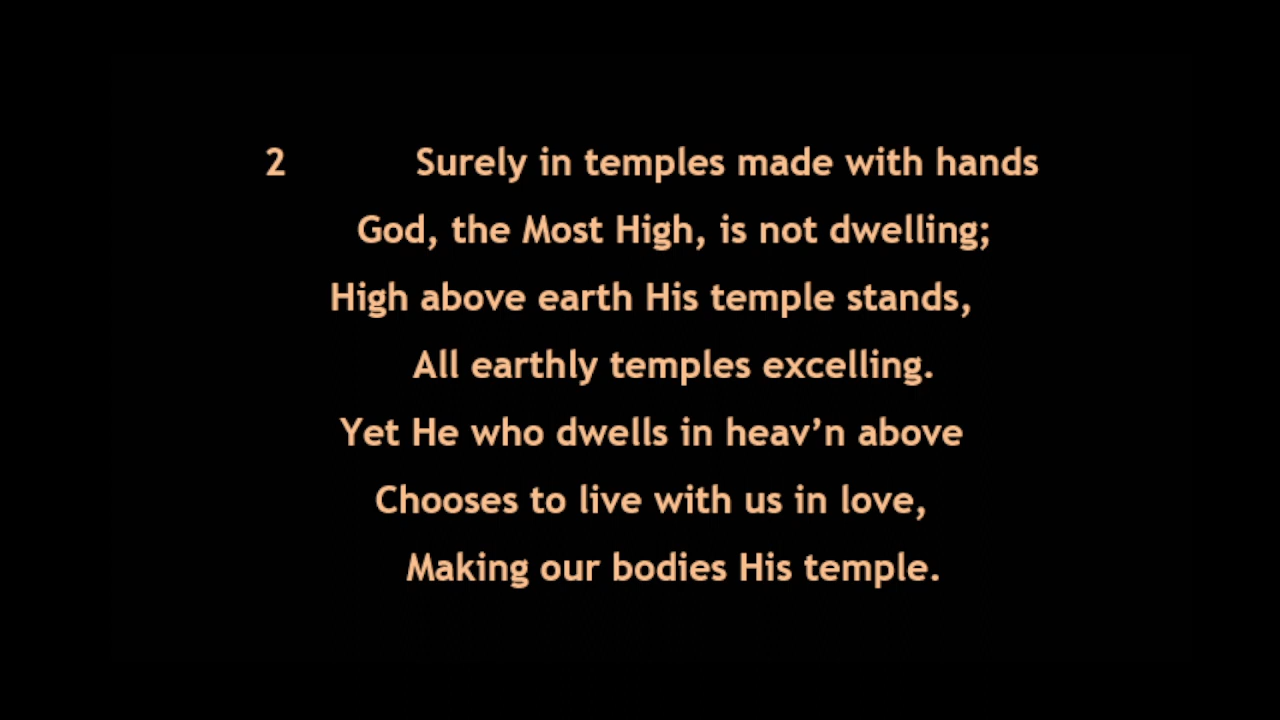 2 Surely in temples made with hands
God, the Most High, is not dwelling;
High above earth His temple stands,
All earthly temples excelling.
Yet He who dwells in heav’n above
Chooses to live with us in love,
Making our bodies His temple.